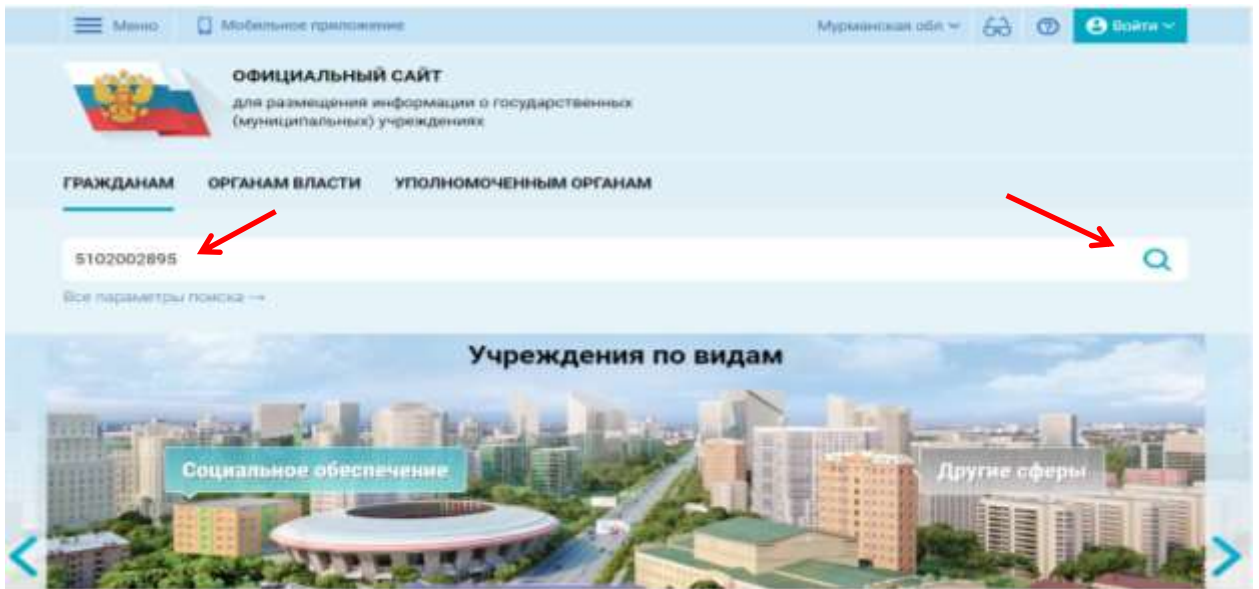 Меню Мобильное приложение Мурманская обл Войти
ОФИЦИАЛЬНЫЙ САЙТ
для размещения информации о государственных
(муниципальных) учреждениях
ГРАЖДАНАМ ОРГАНАМ ВЛАСТИ УПОЛНОМОЧЕННЫМ ОРГАНАМ
5102002895
Все параметры поиска →
Учреждения по видам
Социальное обеспечение Другие сферы